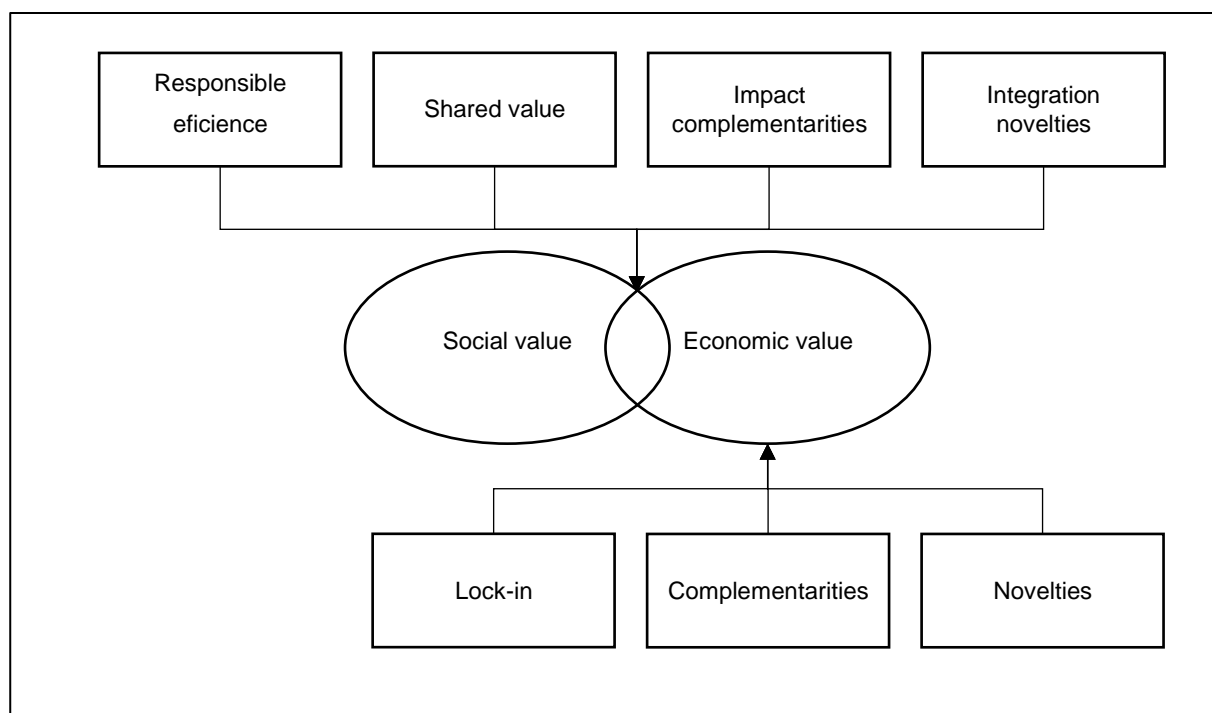 Responsible
eficience
Shared value
Impact
complementarities
Integration
novelties
Social value
Economic value
Lock-in
Complementarities
Novelties